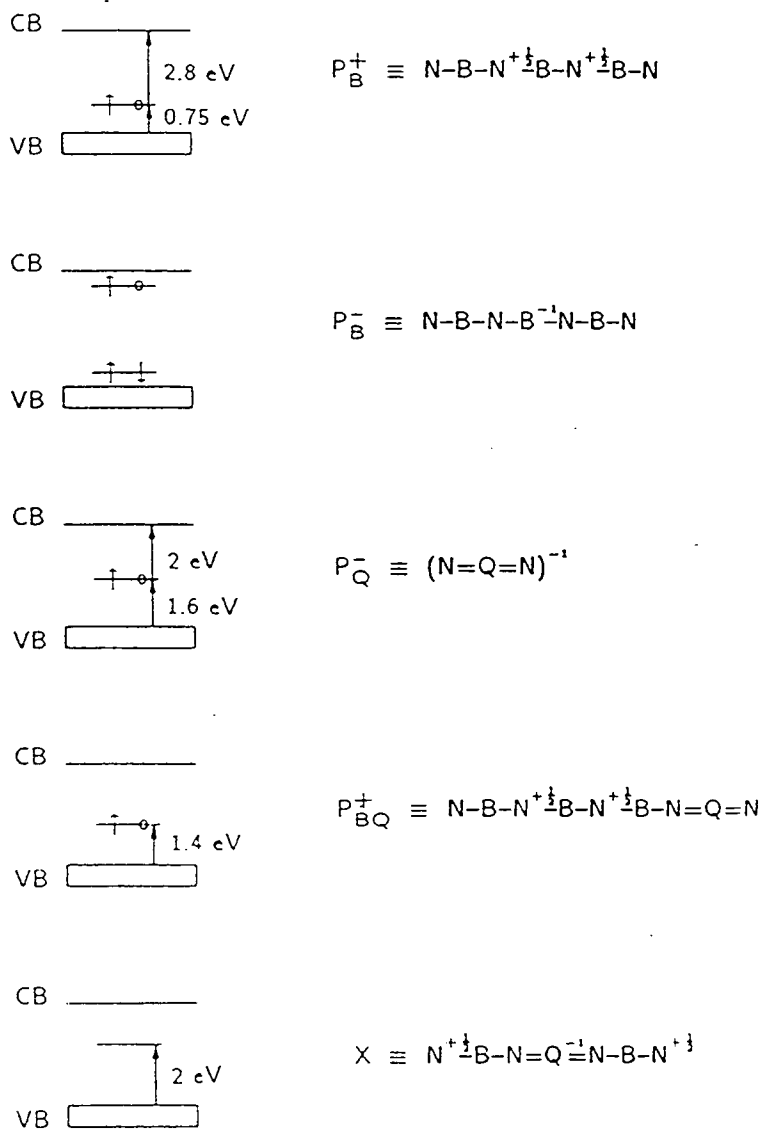 CB
2.8 eV
P_B^+ ≡ N–B–N^{+½}–B–N^{+½}–B–N
0.75 eV
VB
CB
P_B^- ≡ N–B–N–B^{-1}–N–B–N
VB
CB
2 eV
P_Q^- ≡ (N=Q=N)^{-1}
1.6 eV
VB
CB
P_{BQ}^+ ≡ N–B–N^{+½}–B–N^{+½}–B–N=Q=N
1.4 eV
VB
CB
X ≡ N^{+½}–B–N=Q^{-1}=N–B–N^{+½}
2 eV
VB